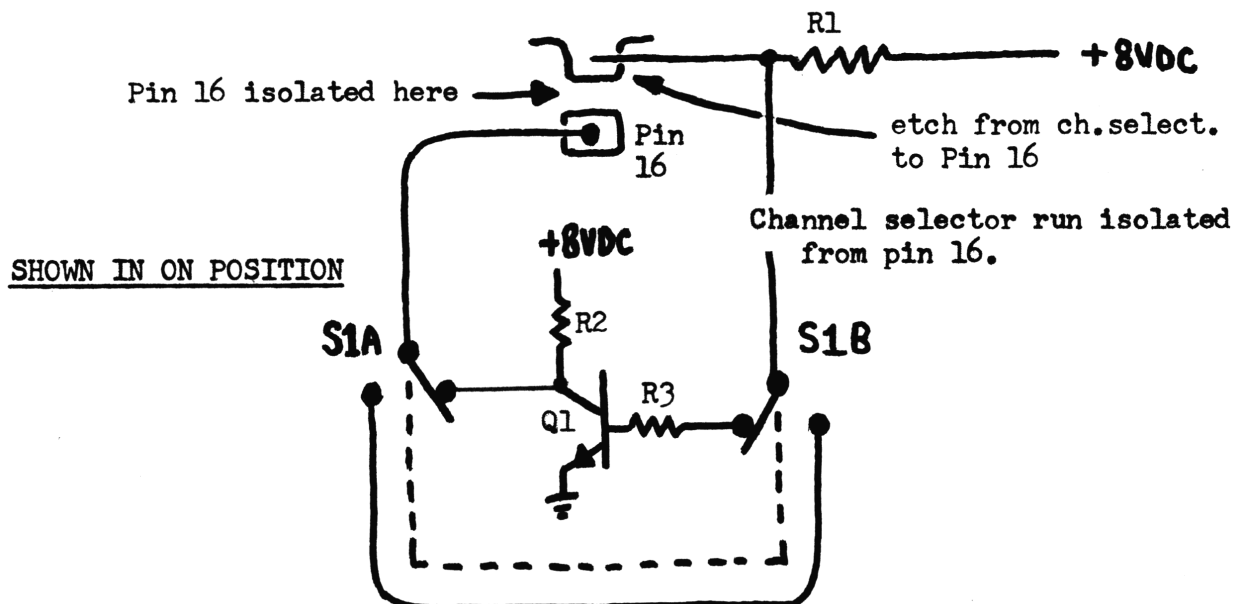 R1
+8VDC
Pin 16 isolated here
etch from ch.select.
to Pin 16
Pin
16
Channel selector run isolated
from pin 16.
+8VDC
SHOWN IN ON POSITION
R2
S1A
S1B
R3
Q1